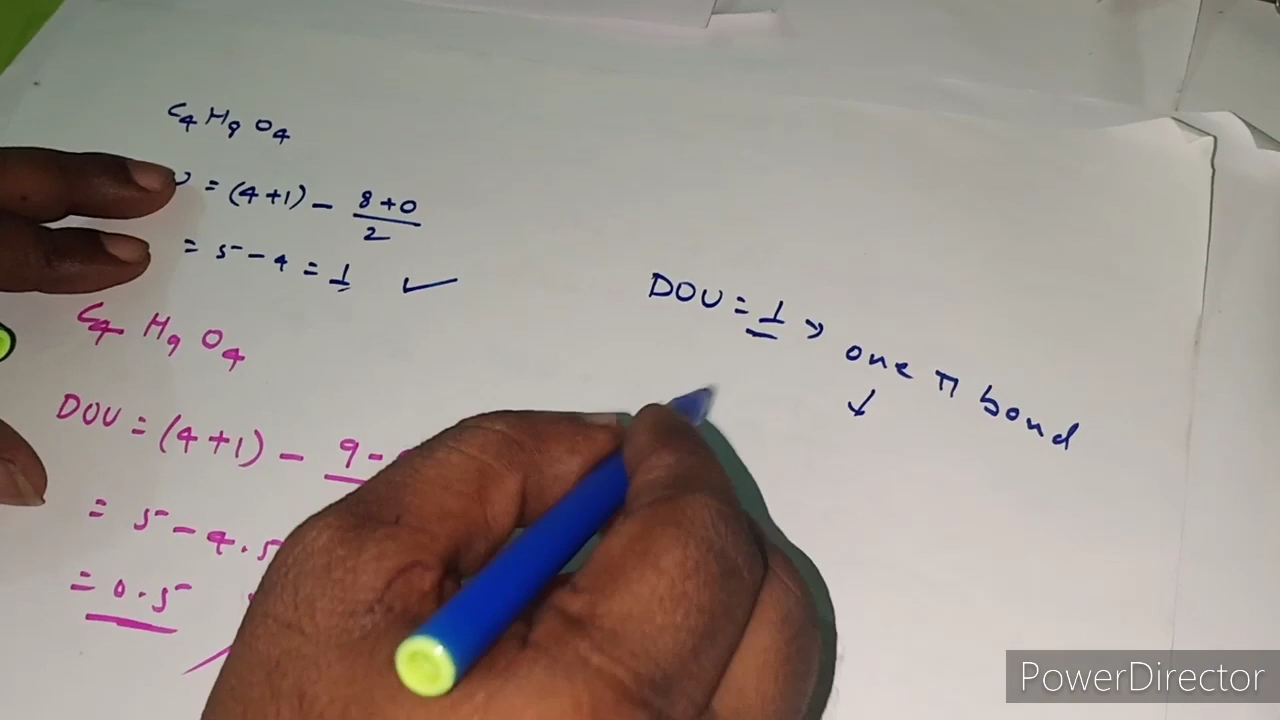 C4 H8 O4
= (4+1) - 8+0/2
= 5 - 4 = 1 ✓
C4 H9 O4
DOU = (4+1) - 9-
= 5 - 4.5
= 0.5
DOU = 1 →
one π bond
↓
PowerDirector